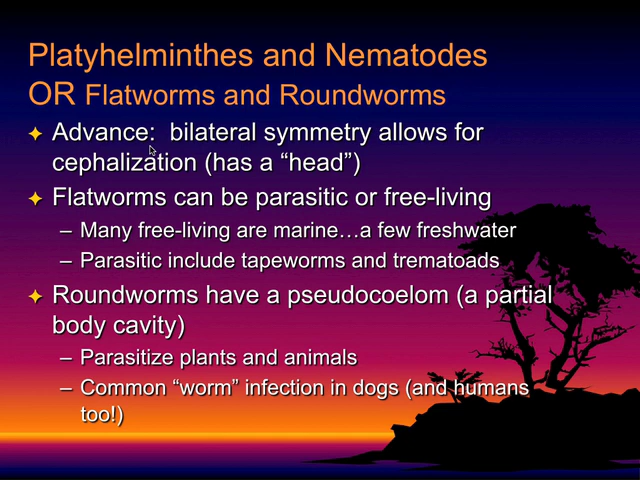 Platyhelminthes and Nematodes
OR Flatworms and Roundworms
Advance: bilateral symmetry allows for
cephalization (has a “head”)
Flatworms can be parasitic or free-living
– Many free-living are marine…a few freshwater
– Parasitic include tapeworms and trematoads
Roundworms have a pseudocoelom (a partial
body cavity)
– Parasitize plants and animals
– Common “worm” infection in dogs (and humans
too!)